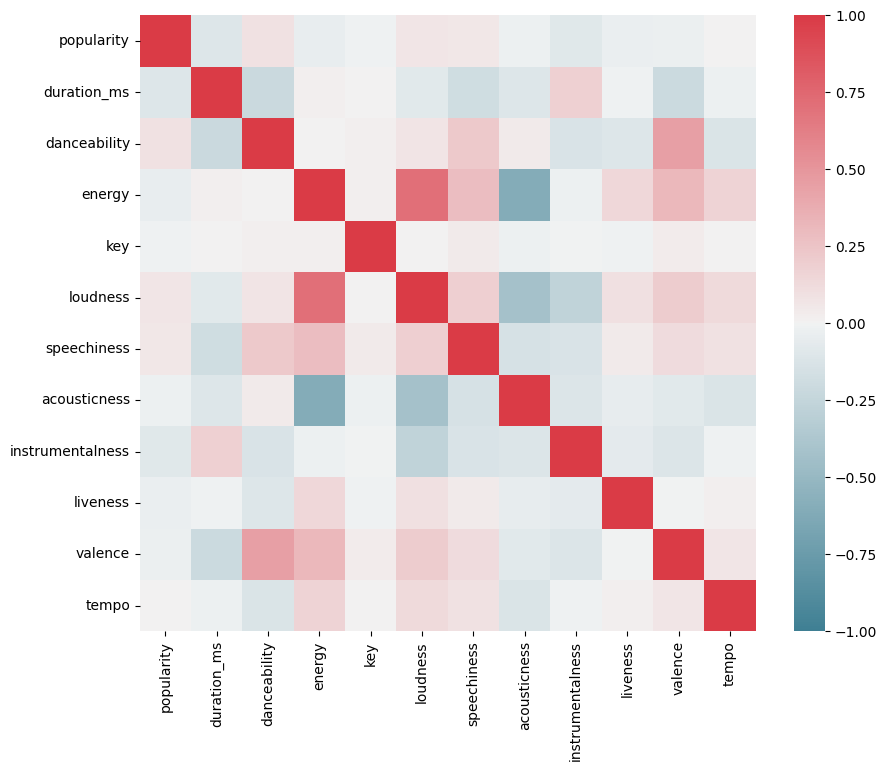 popularity
duration_ms
danceability
energy
key
loudness
speechiness
acousticness
instrumentalness
liveness
valence
tempo
popularity
duration_ms
danceability
energy
key
loudness
speechiness
acousticness
instrumentalness
liveness
valence
tempo
1.00
0.75
0.50
0.25
0.00
−0.25
−0.50
−0.75
−1.00